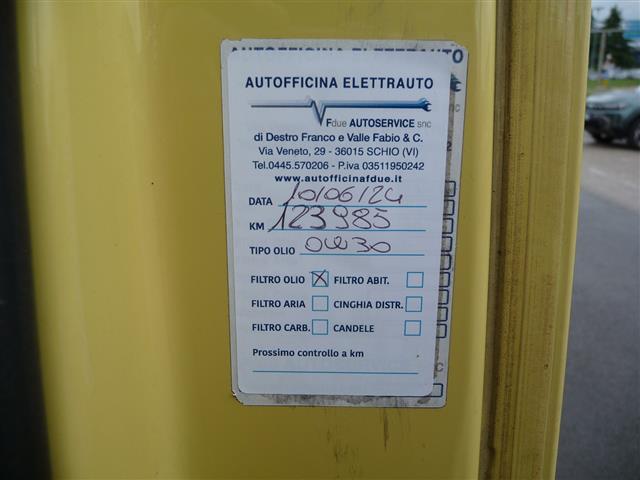 AUTOFFICINA ELETTRAUTO
AUTOFFICINA ELETTRAUTO
Fdue AUTOSERVICE snc
di Destro Franco e Valle Fabio & C.
Via Veneto, 29 - 36015 SCHIO (VI)
Tel.0445.570206 - P.iva 03511950242
www.autofficinafdue.it
DATA 10/06/24
KM 123985
TIPO OLIO 0W30
FILTRO OLIO X FILTRO ABIT.
FILTRO ARIA CINGHIA DISTR.
FILTRO CARB. CANDELE
Prossimo controllo a km